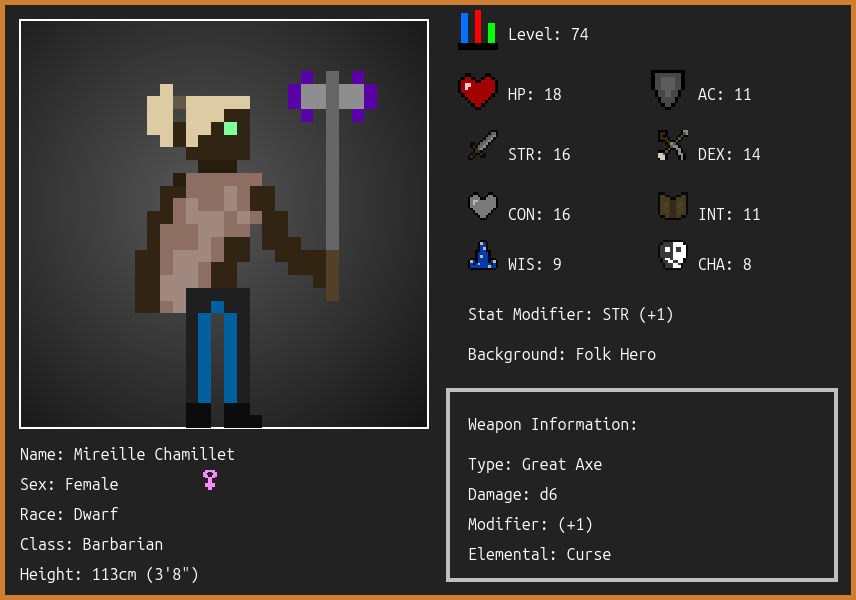 Level: 74
HP: 18
AC: 11
STR: 16
DEX: 14
CON: 16
INT: 11
WIS: 9
CHA: 8
Stat Modifier: STR (+1)
Background: Folk Hero
Weapon Information:
Type: Great Axe
Damage: d6
Modifier: (+1)
Elemental: Curse
Name: Mireille Chamillet
Sex: Female
Race: Dwarf
Class: Barbarian
Height: 113cm (3'8")